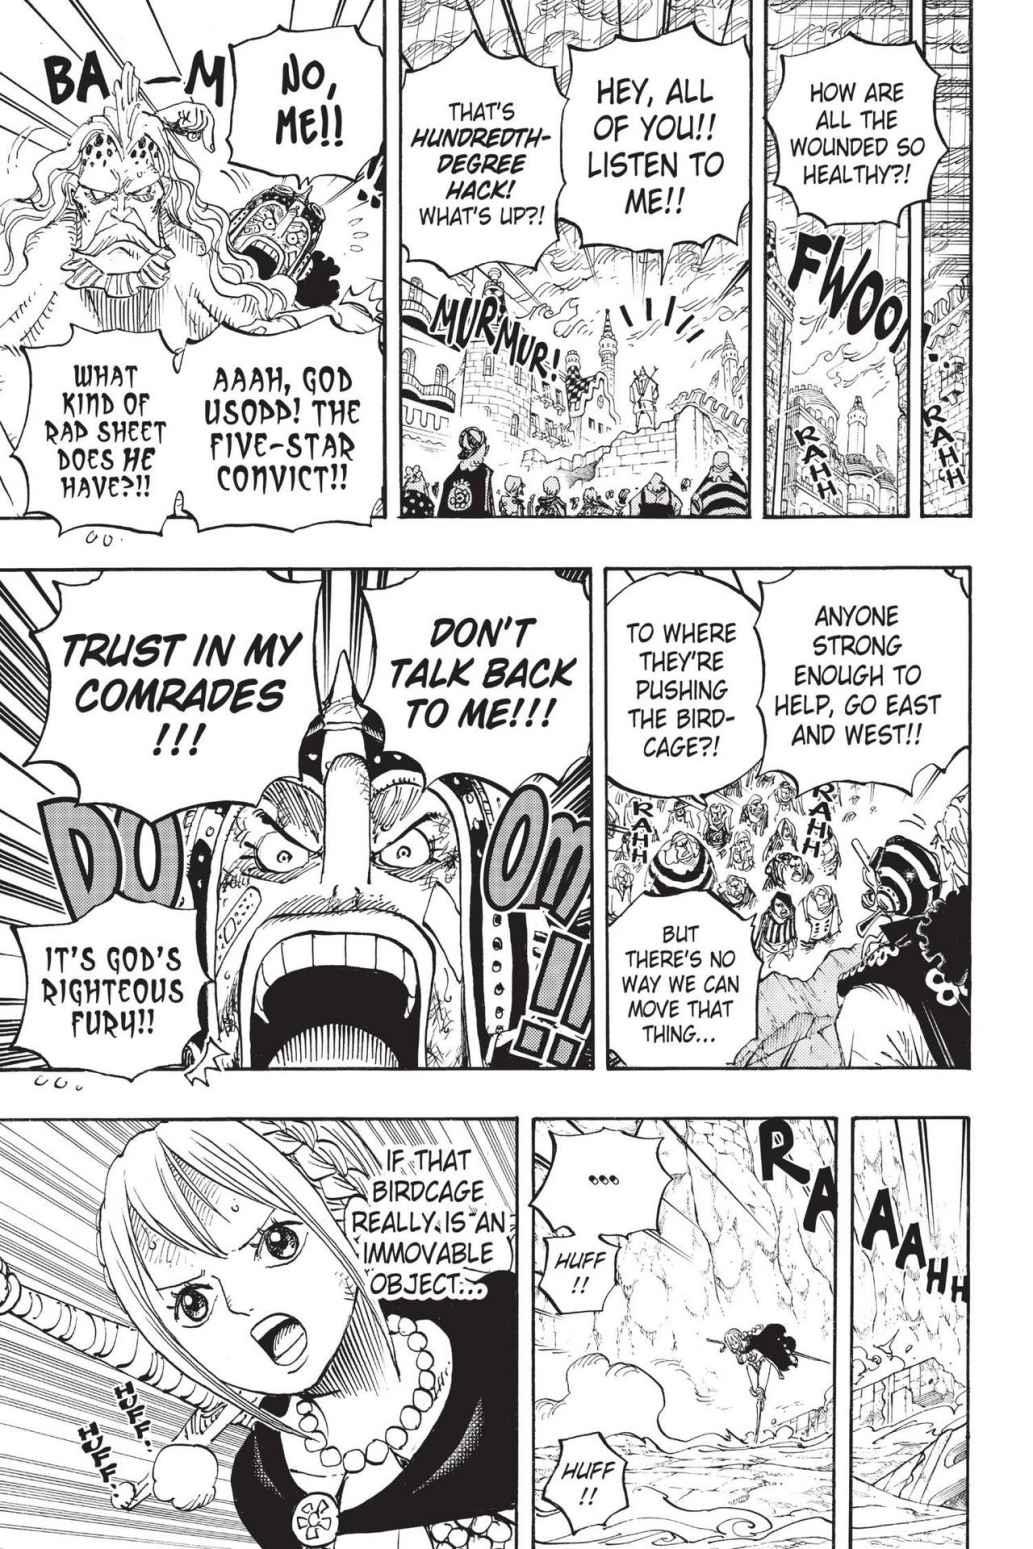 HOW ARE
ALL THE
WOUNDED SO
HEALTHY?!
FWOOM..
RAHH
RAHH
HEY, ALL
OF YOU!!
LISTEN TO
ME!!
THAT'S
HUNDREDTH-
DEGREE
HACK!
WHAT'S UP?!
MURMUR!
NO,
ME!!
BA—M
AAAH, GOD
USOPP! THE
FIVE-STAR
CONVICT!!
WHAT
KIND OF
RAP SHEET
DOES HE
HAVE?!!
ANYONE
STRONG
ENOUGH TO
HELP, GO EAST
AND WEST!!
TO WHERE
THEY'RE
PUSHING
THE BIRD-
CAGE?!
RAHH
RAHH
BUT
THERE'S NO
WAY WE CAN
MOVE THAT
THING...
DON'T
TALK BACK
TO ME!!!
TRUST IN MY
COMRADES
!!!
DU
OM!!
IT'S GOD'S
RIGHTEOUS
FURY!!
RAAAHH
...
HUFF
!!
HUFF
!!
IF THAT
BIRDCAGE
REALLY IS AN
IMMOVABLE
OBJECT...
HUFF!
HUFF!